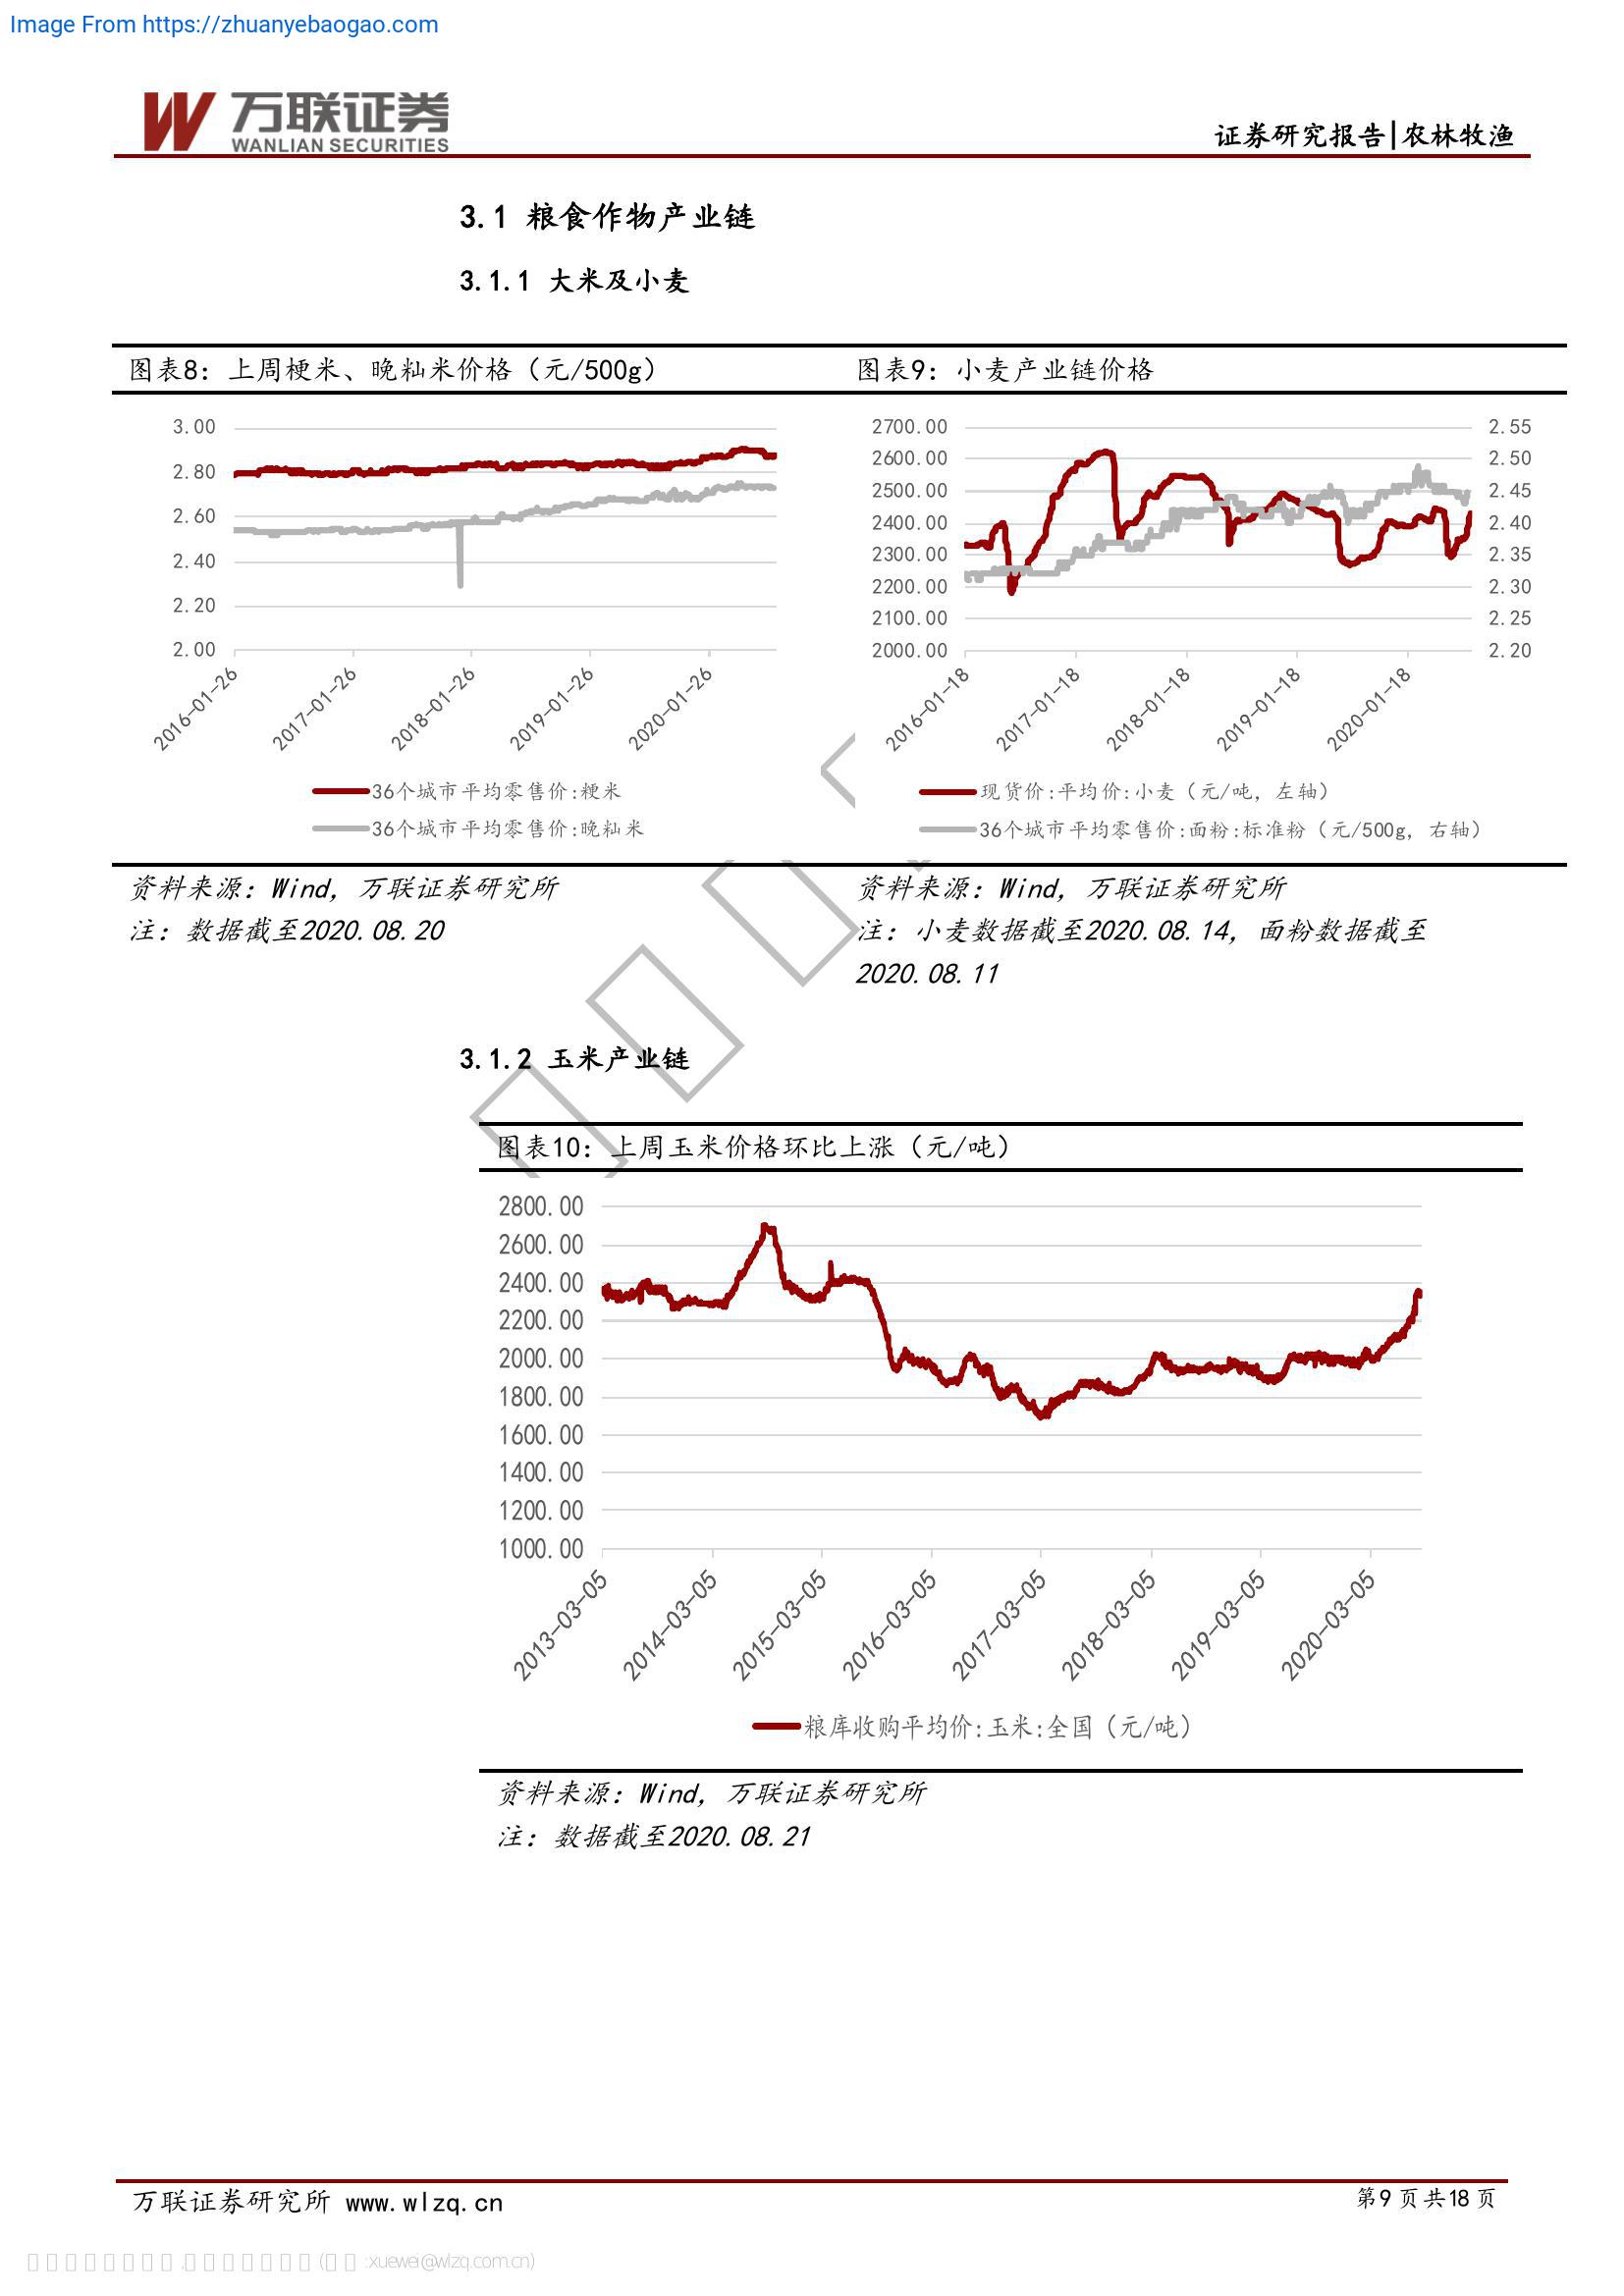 Image From https://zhuanyebaogao.com
万联证券
WANLIAN SECURITIES
证券研究报告|农林牧渔
3.1 粮食作物产业链
3.1.1 大米及小麦
图表8：上周梗米、晚籼米价格（元/500g）
3.00
2.80
2.60
2.40
2.20
2.00
2016-01-26
2017-01-26
2018-01-26
2019-01-26
2020-01-26
36个城市平均零售价:粳米
36个城市平均零售价:晚籼米
资料来源：Wind，万联证券研究所
注：数据截至2020.08.20
图表9：小麦产业链价格
2700.00
2600.00
2500.00
2400.00
2300.00
2200.00
2100.00
2000.00
2.55
2.50
2.45
2.40
2.35
2.30
2.25
2.20
2016-01-18
2017-01-18
2018-01-18
2019-01-18
2020-01-18
现货价:平均价:小麦（元/吨，左轴）
36个城市平均零售价:面粉:标准粉（元/500g，右轴）
资料来源：Wind，万联证券研究所
注：小麦数据截至2020.08.14，面粉数据截至
2020.08.11
3.1.2 玉米产业链
图表10：上周玉米价格环比上涨（元/吨）
2800.00
2600.00
2400.00
2200.00
2000.00
1800.00
1600.00
1400.00
1200.00
1000.00
2013-03-05
2014-03-05
2015-03-05
2016-03-05
2017-03-05
2018-03-05
2019-03-05
2020-03-05
粮库收购平均价:玉米:全国（元/吨）
资料来源：Wind，万联证券研究所
注：数据截至2020.08.21
万联证券研究所 www.wlzq.cn
第9页共18页
:xuewei@wlzq.com.cn)